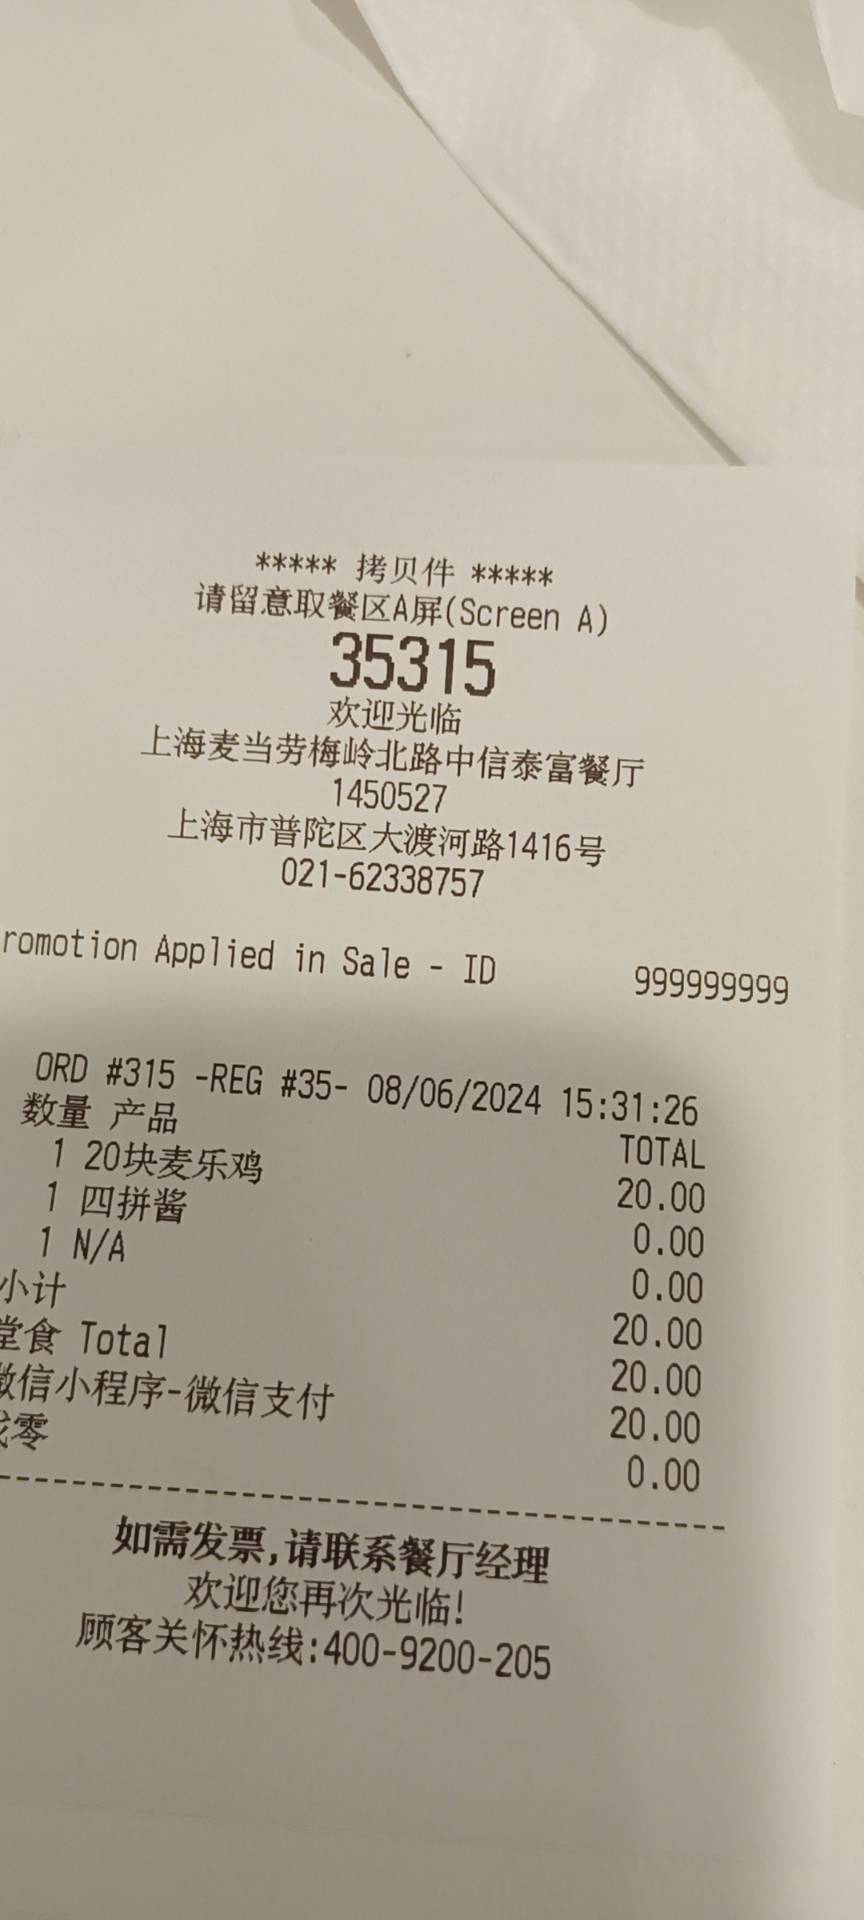 ***** 拷贝件 *****
请留意取餐区A屏(Screen A)
35315
欢迎光临
上海麦当劳梅岭北路中信泰富餐厅
1450527
上海市普陀区大渡河路1416号
021-62338757
romotion Applied in Sale - ID 999999999
ORD #315 -REG #35- 08/06/2024 15:31:26
数量 产品 TOTAL
1 20块麦乐鸡 20.00
1 四拼酱 0.00
1 N/A 0.00
小计 20.00
堂食 Total 20.00
微信小程序-微信支付 20.00
找零 0.00
如需发票,请联系餐厅经理
欢迎您再次光临!
顾客关怀热线:400-9200-205